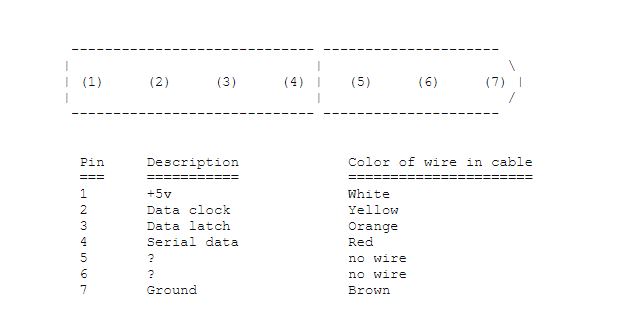 (1) (2) (3) (4) (5) (6) (7)
Pin Description Color of wire in cable
=== =========== ======================
1 +5v White
2 Data clock Yellow
3 Data latch Orange
4 Serial data Red
5 ? no wire
6 ? no wire
7 Ground Brown